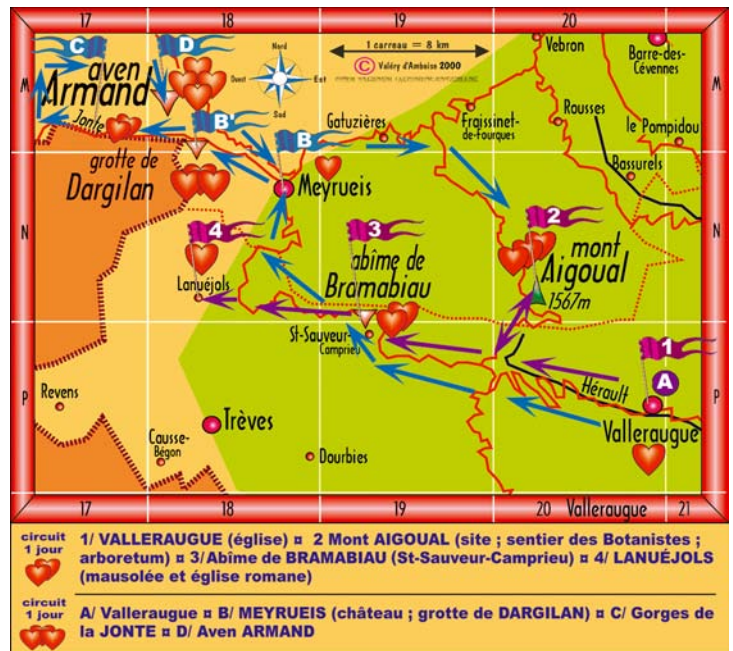 17 18 19 20
C
D
Nord
Ouest
Est
Sud
1 carreau = 8 km
© Valéry d'Amboise 2000
Vebron
Barre-des-
Cévennes
M
M
aven
Armand
Jonte
B'
B
Gatuzières
Fraissinet-
de-Fourques
Rousses
le Pompidou
Bassurels
grotte de
Dargilan
Meyrueis
N
N
4
3
2
Lanuéjols
abîme de
Bramabiau
mont
Aigoual
1567m
St-Sauveur-
Camprieu
1
A
Hérault
Valleraugue
P
P
Revens
Trèves
Causse-
Bégon
Dourbies
17 18 19 20 Valleraugue 21
circuit
1 jour
1/ VALLERAUGUE (église) ¤ 2 Mont AIGOUAL (site ; sentier des Botanistes ;
arboretum) ¤ 3/Abîme de BRAMABIAU (St-Sauveur-Camprieu) ¤ 4/ LANUÉJOLS
(mausolée et église romane)
circuit
1 jour
A/ Valleraugue ¤ B/ MEYRUEIS (château ; grotte de DARGILAN) ¤ C/ Gorges de
la JONTE ¤ D/ Aven ARMAND